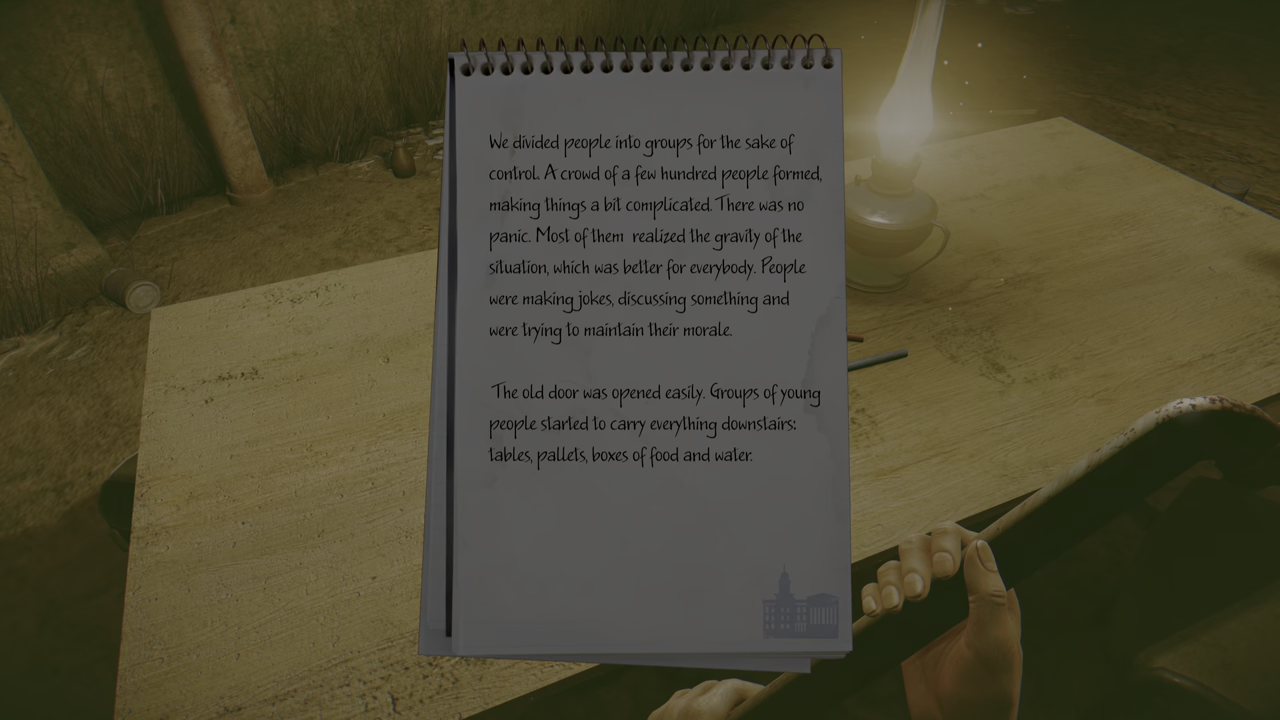 We divided people into groups for the sake of
control. A crowd of a few hundred people formed,
making things a bit complicated. There was no
panic. Most of them realized the gravity of the
situation, which was better for everybody. People
were making jokes, discussing something and
were trying to maintain their morale.
The old door was opened easily. Groups of young
people started to carry everything downstairs:
tables, pallets, boxes of food and water.